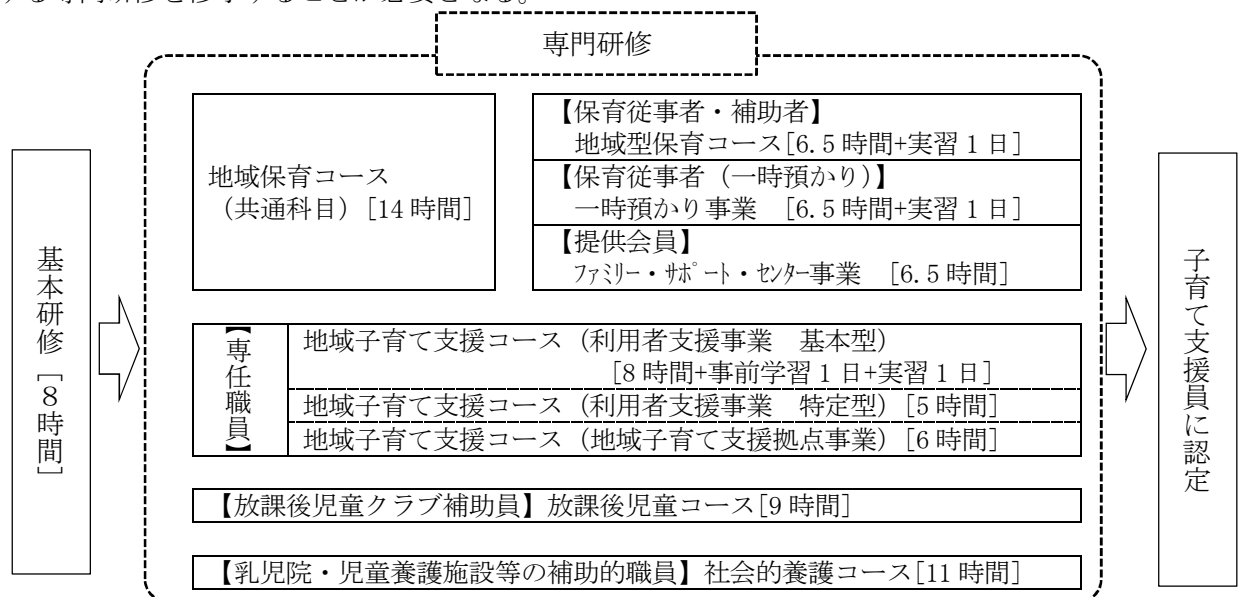 する専門研修を修了することが必要となる。
専門研修
基本研修［8時間］
地域保育コース
（共通科目）[14時間]
【保育従事者・補助者】
地域型保育コース[6.5時間+実習1日]
【保育従事者（一時預かり）】
一時預かり事業　[6.5時間+実習1日]
【提供会員】
ﾌｧﾐﾘｰ・ｻﾎﾟｰﾄ・ｾﾝﾀｰ事業　[6.5時間]
【専任職員】
地域子育て支援コース（利用者支援事業　基本型）
[8時間+事前学習1日+実習1日]
地域子育て支援コース（利用者支援事業　特定型）[5時間]
地域子育て支援コース（地域子育て支援拠点事業）[6時間]
【放課後児童クラブ補助員】放課後児童コース[9時間]
【乳児院・児童養護施設等の補助的職員】社会的養護コース[11時間]
子育て支援員に認定